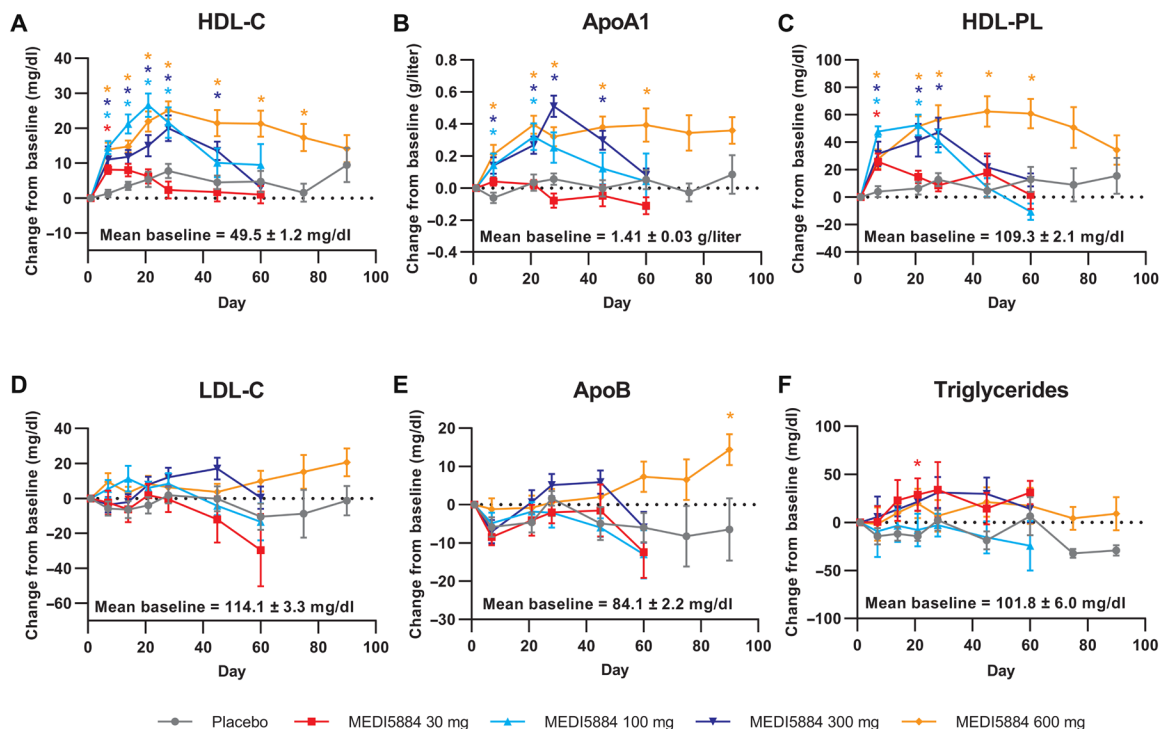 A
HDL-C
Change from baseline (mg/dl)
40
30
20
10
0
−10
* * * * * *
* * * * *
* * *
*
Mean baseline = 49.5 ± 1.2 mg/dl
0 20 40 60 80 100
Day
B
ApoA1
Change from baseline (g/liter)
0.8
0.6
0.4
0.2
0.0
−0.2
−0.4
Mean baseline = 1.41 ± 0.03 g/liter
0 20 40 60 80 100
Day
C
HDL-PL
Change from baseline (mg/dl)
100
80
60
40
20
0
−20
−40
Mean baseline = 109.3 ± 2.1 mg/dl
0 20 40 60 80 100
Day
D
LDL-C
Change from baseline (mg/dl)
40
20
0
−20
−40
−60
Mean baseline = 114.1 ± 3.3 mg/dl
0 20 40 60 80 100
Day
E
ApoB
Change from baseline (mg/dl)
20
10
0
−10
−20
−30
*
Mean baseline = 84.1 ± 2.2 mg/dl
0 20 40 60 80 100
Day
F
Triglycerides
Change from baseline (mg/dl)
100
50
0
−50
−100
*
Mean baseline = 101.8 ± 6.0 mg/dl
0 20 40 60 80 100
Day
Placebo
MEDI5884 30 mg
MEDI5884 100 mg
MEDI5884 300 mg
MEDI5884 600 mg